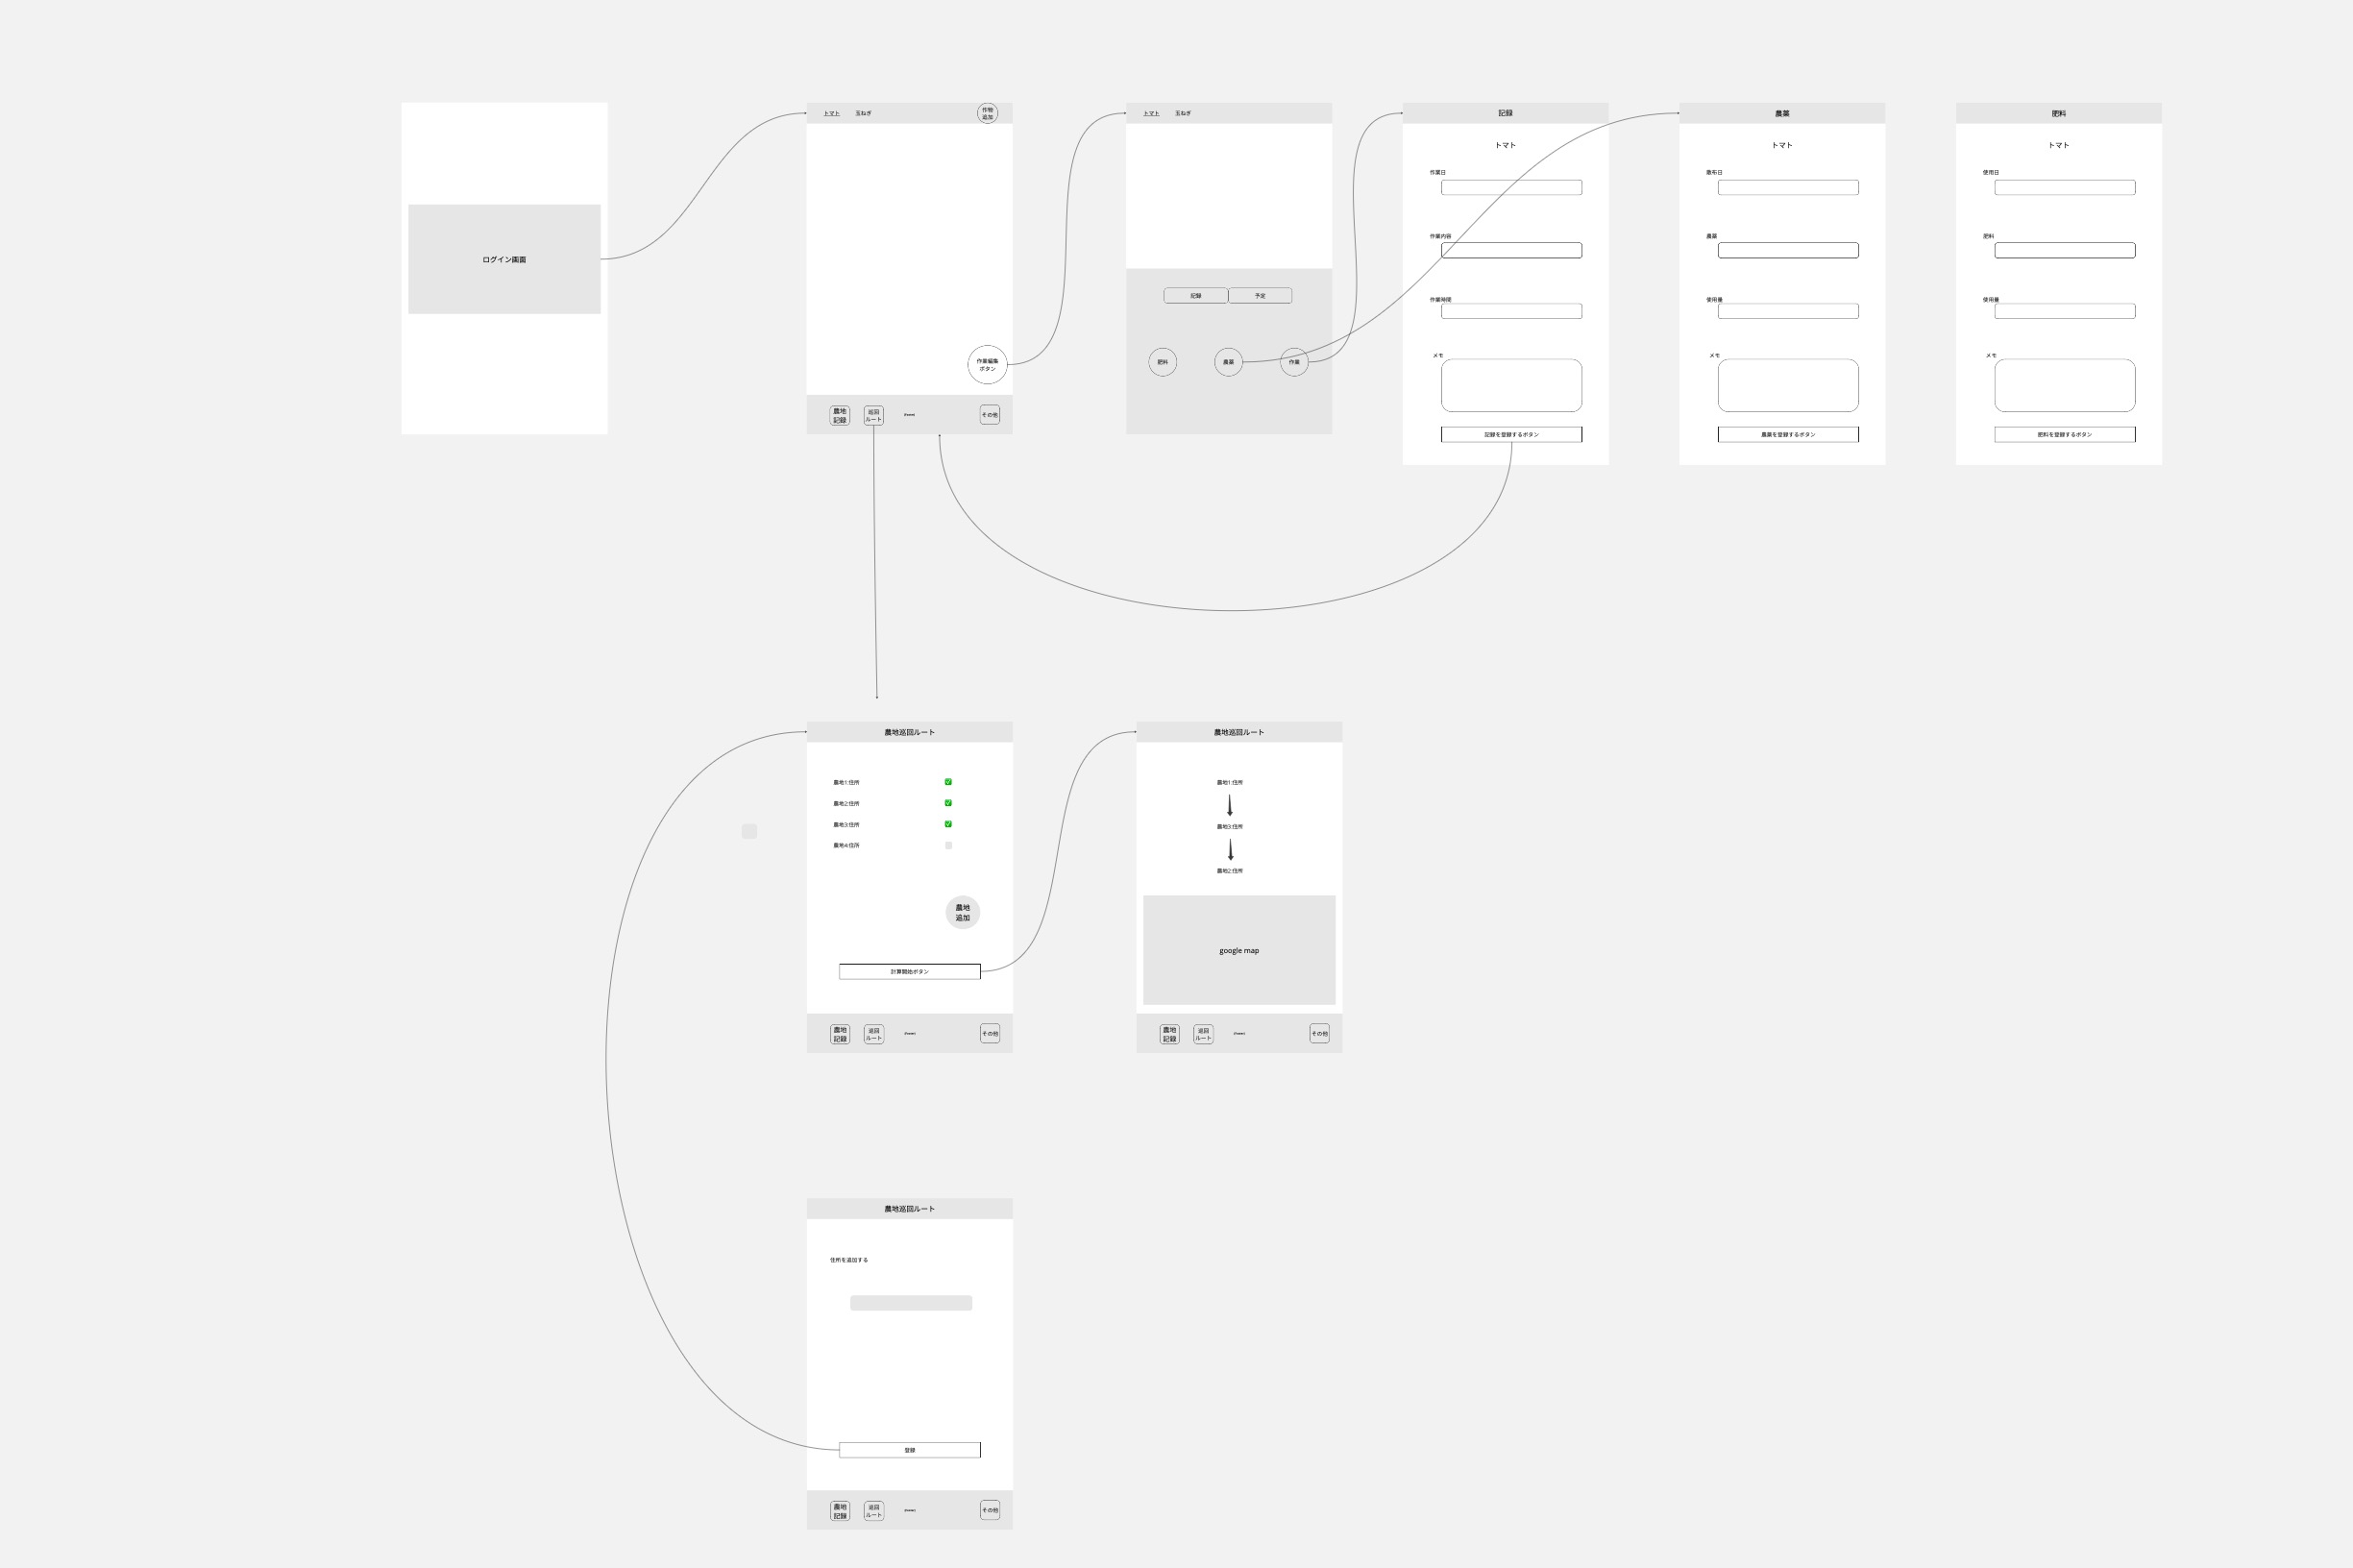 ログイン画面
トマト
玉ねぎ
作物
追加
作業編集
ボタン
農地
記録
巡回
ルート
その他
トマト
玉ねぎ
記録
予定
肥料
農薬
作業
記録
トマト
作業日
作業内容
作業時間
メモ
記録を登録するボタン
農薬
トマト
散布日
農薬
使用量
メモ
農薬を登録するボタン
肥料
トマト
使用日
肥料
使用量
メモ
肥料を登録するボタン
農地巡回ルート
農地1:住所
農地2:住所
農地3:住所
農地4:住所
農地
追加
計算開始ボタン
農地
記録
巡回
ルート
その他
農地巡回ルート
農地1:住所
農地3:住所
農地2:住所
google map
農地
記録
巡回
ルート
その他
農地巡回ルート
住所を追加する
登録
農地
記録
巡回
ルート
その他